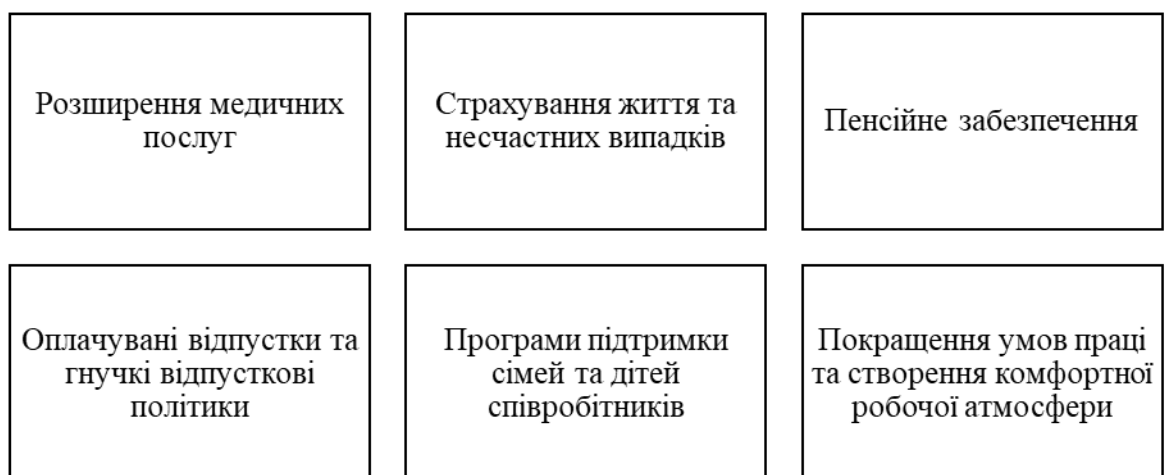 Розширення медичних
послуг
Страхування життя та
несчастних випадків
Пенсійне забезпечення
Оплачувані відпустки та
гнучкі відпусткові
політики
Програми підтримки
сімей та дітей
співробітників
Покращення умов праці
та створення комфортної
робочої атмосфери